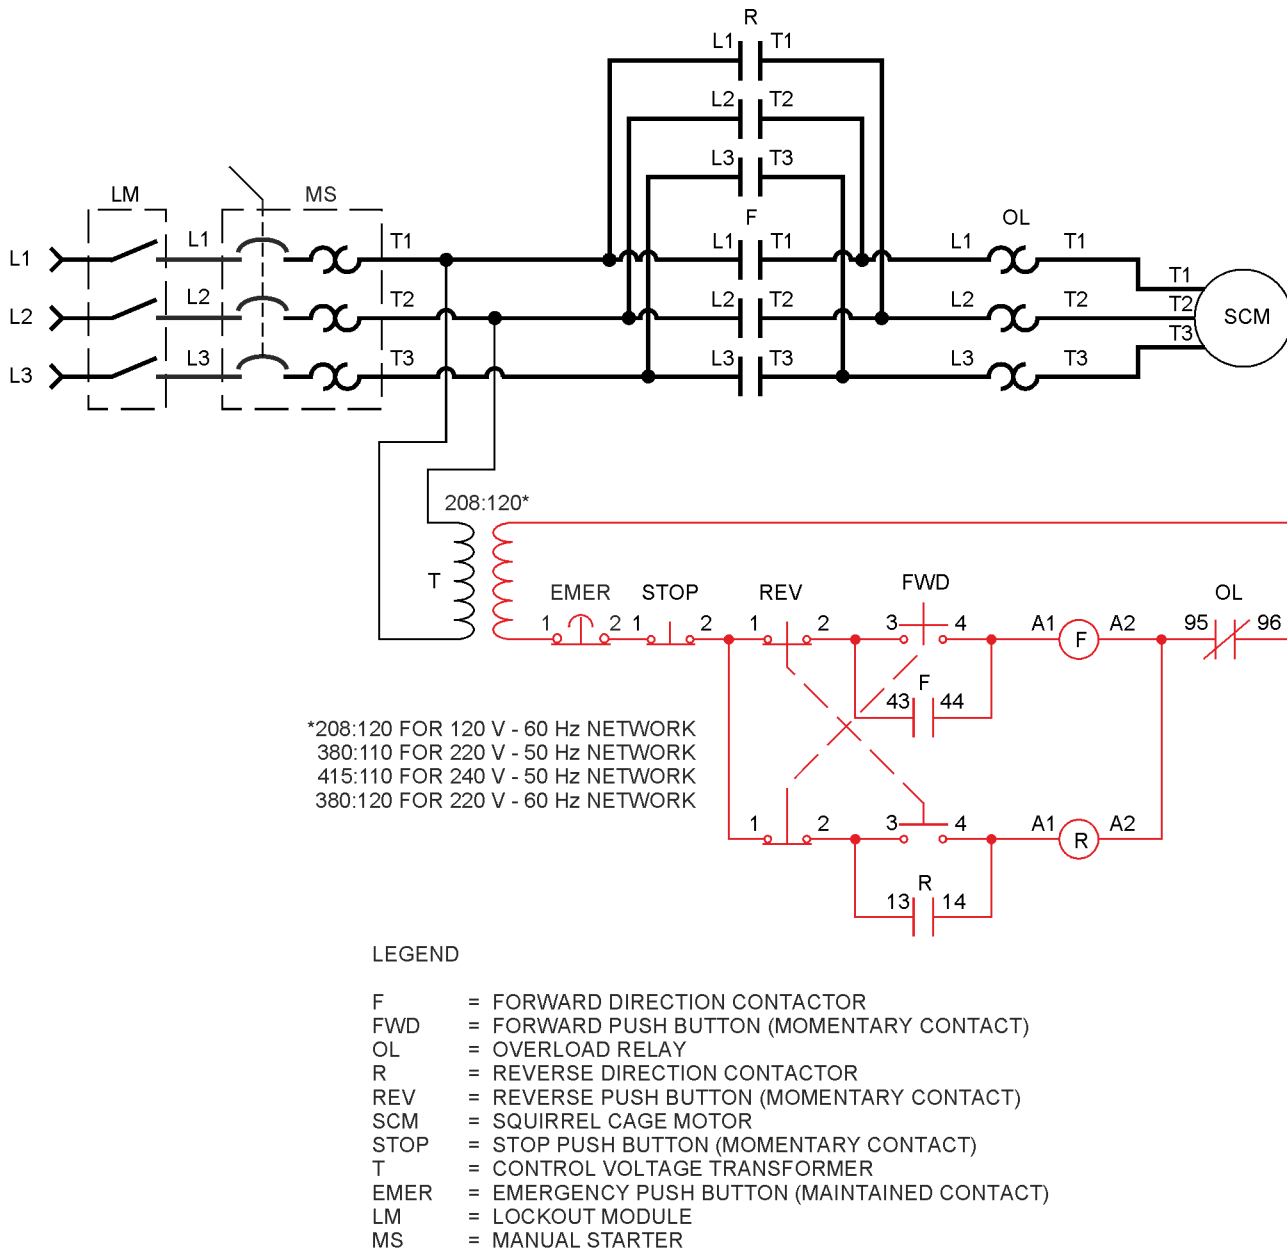 R
L1 T1
L2 T2
L3 T3
LM MS F OL
L1 L1 T1 L1 T1 L1 T1 T1
L2 L2 T2 L2 T2 L2 T2 T2 SCM
L3 L3 T3 L3 T3 L3 T3 T3
208:120*
T
EMER STOP REV FWD OL
1 2 1 2 1 2 3 4 A1 F A2 95 96
F
43 44
*208:120 FOR 120 V - 60 Hz NETWORK
380:110 FOR 220 V - 50 Hz NETWORK
415:110 FOR 240 V - 50 Hz NETWORK
380:120 FOR 220 V - 60 Hz NETWORK
1 2 3 4 A1 R A2
R
13 14
LEGEND
F = FORWARD DIRECTION CONTACTOR
FWD = FORWARD PUSH BUTTON (MOMENTARY CONTACT)
OL = OVERLOAD RELAY
R = REVERSE DIRECTION CONTACTOR
REV = REVERSE PUSH BUTTON (MOMENTARY CONTACT)
SCM = SQUIRREL CAGE MOTOR
STOP = STOP PUSH BUTTON (MOMENTARY CONTACT)
T = CONTROL VOLTAGE TRANSFORMER
EMER = EMERGENCY PUSH BUTTON (MAINTAINED CONTACT)
LM = LOCKOUT MODULE
MS = MANUAL STARTER